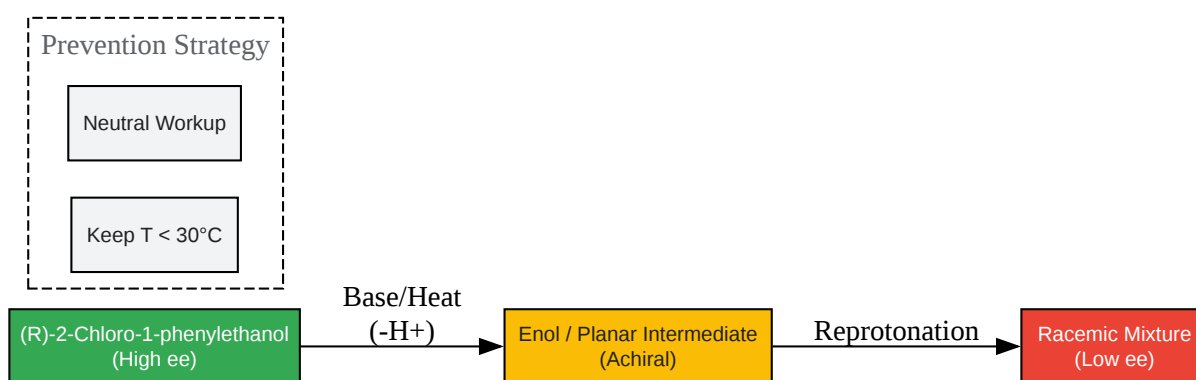 Prevention Strategy
Neutral Workup
Keep T < 30°C
(R)-2-Chloro-1-phenylethanol
(High ee)
Base/Heat
(-H+)
Enol / Planar Intermediate
(Achiral)
Reprotonation
Racemic Mixture
(Low ee)